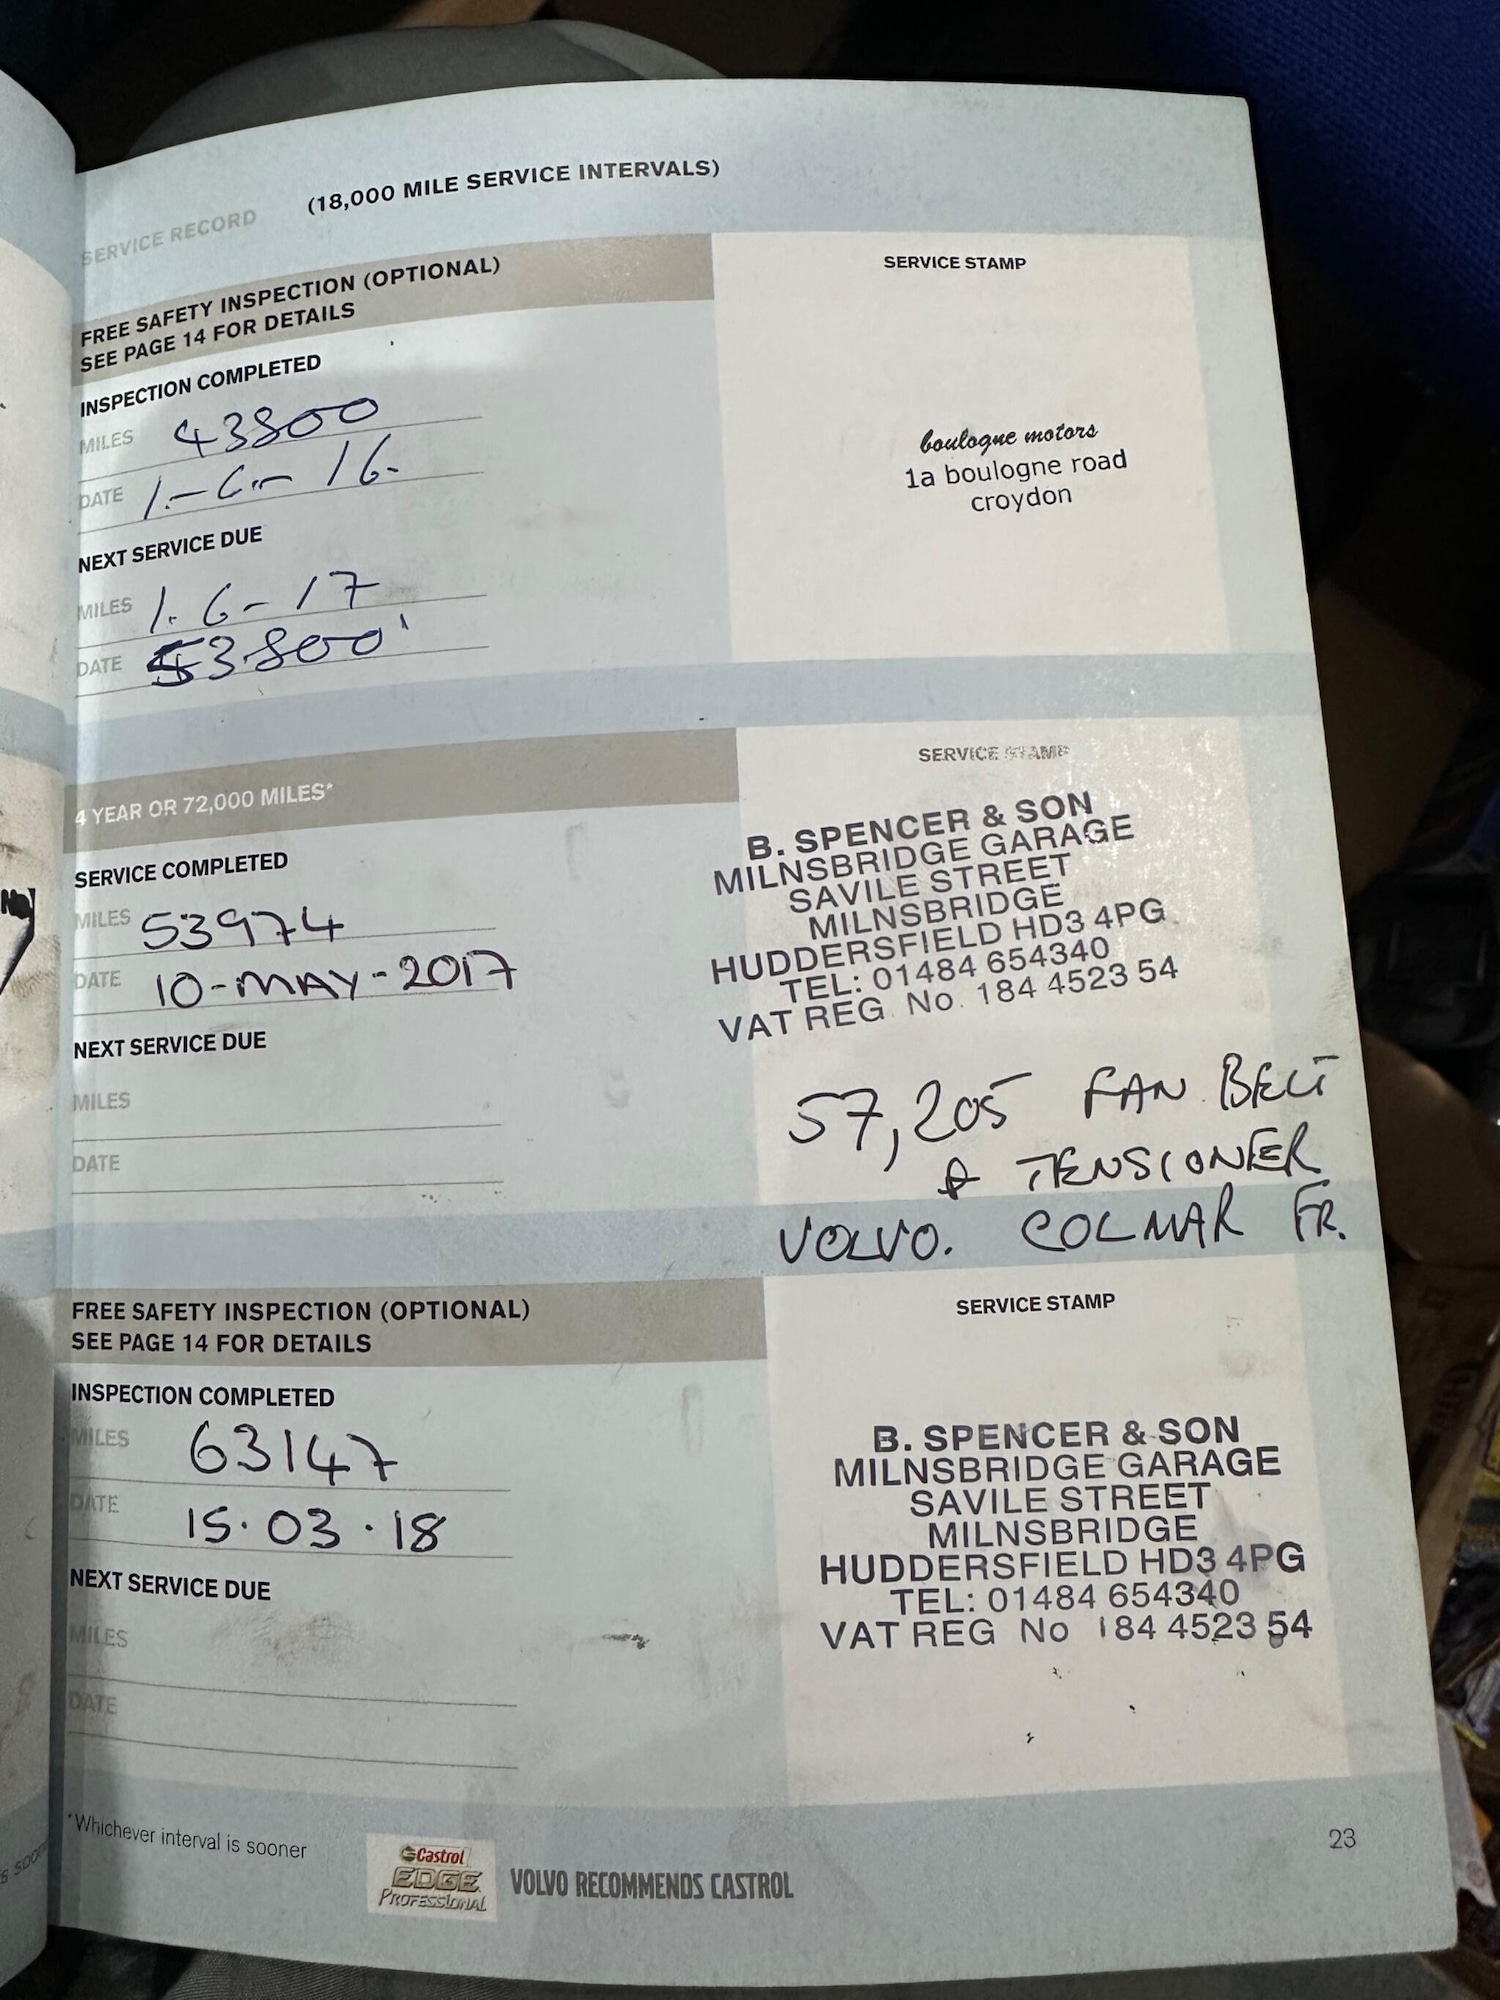 SERVICE RECORD (18,000 MILE SERVICE INTERVALS)
FREE SAFETY INSPECTION (OPTIONAL)
SEE PAGE 14 FOR DETAILS
INSPECTION COMPLETED
MILES 43800
DATE 1-6-16.
NEXT SERVICE DUE
MILES 1.6-17
DATE 53800
SERVICE STAMP
boulogne motors
1a boulogne road
croydon
4 YEAR OR 72,000 MILES*
SERVICE COMPLETED
MILES 53974
DATE 10-MAY-2017
NEXT SERVICE DUE
MILES
DATE
SERVICE STAMP
B. SPENCER & SON
MILNSBRIDGE GARAGE
SAVILE STREET
MILNSBRIDGE
HUDDERSFIELD HD3 4PG
TEL: 01484 654340
VAT REG. No. 184 4523 54
57,205 FAN BELT
& TENSIONER
VOLVO. COLMAR FR.
FREE SAFETY INSPECTION (OPTIONAL)
SEE PAGE 14 FOR DETAILS
INSPECTION COMPLETED
MILES 63147
DATE 15.03.18
NEXT SERVICE DUE
MILES
DATE
SERVICE STAMP
B. SPENCER & SON
MILNSBRIDGE GARAGE
SAVILE STREET
MILNSBRIDGE
HUDDERSFIELD HD3 4PG
TEL: 01484 654340
VAT REG No 184 4523 54
*Whichever interval is sooner
Castrol
EDGE
PROFESSIONAL
VOLVO RECOMMENDS CASTROL
23